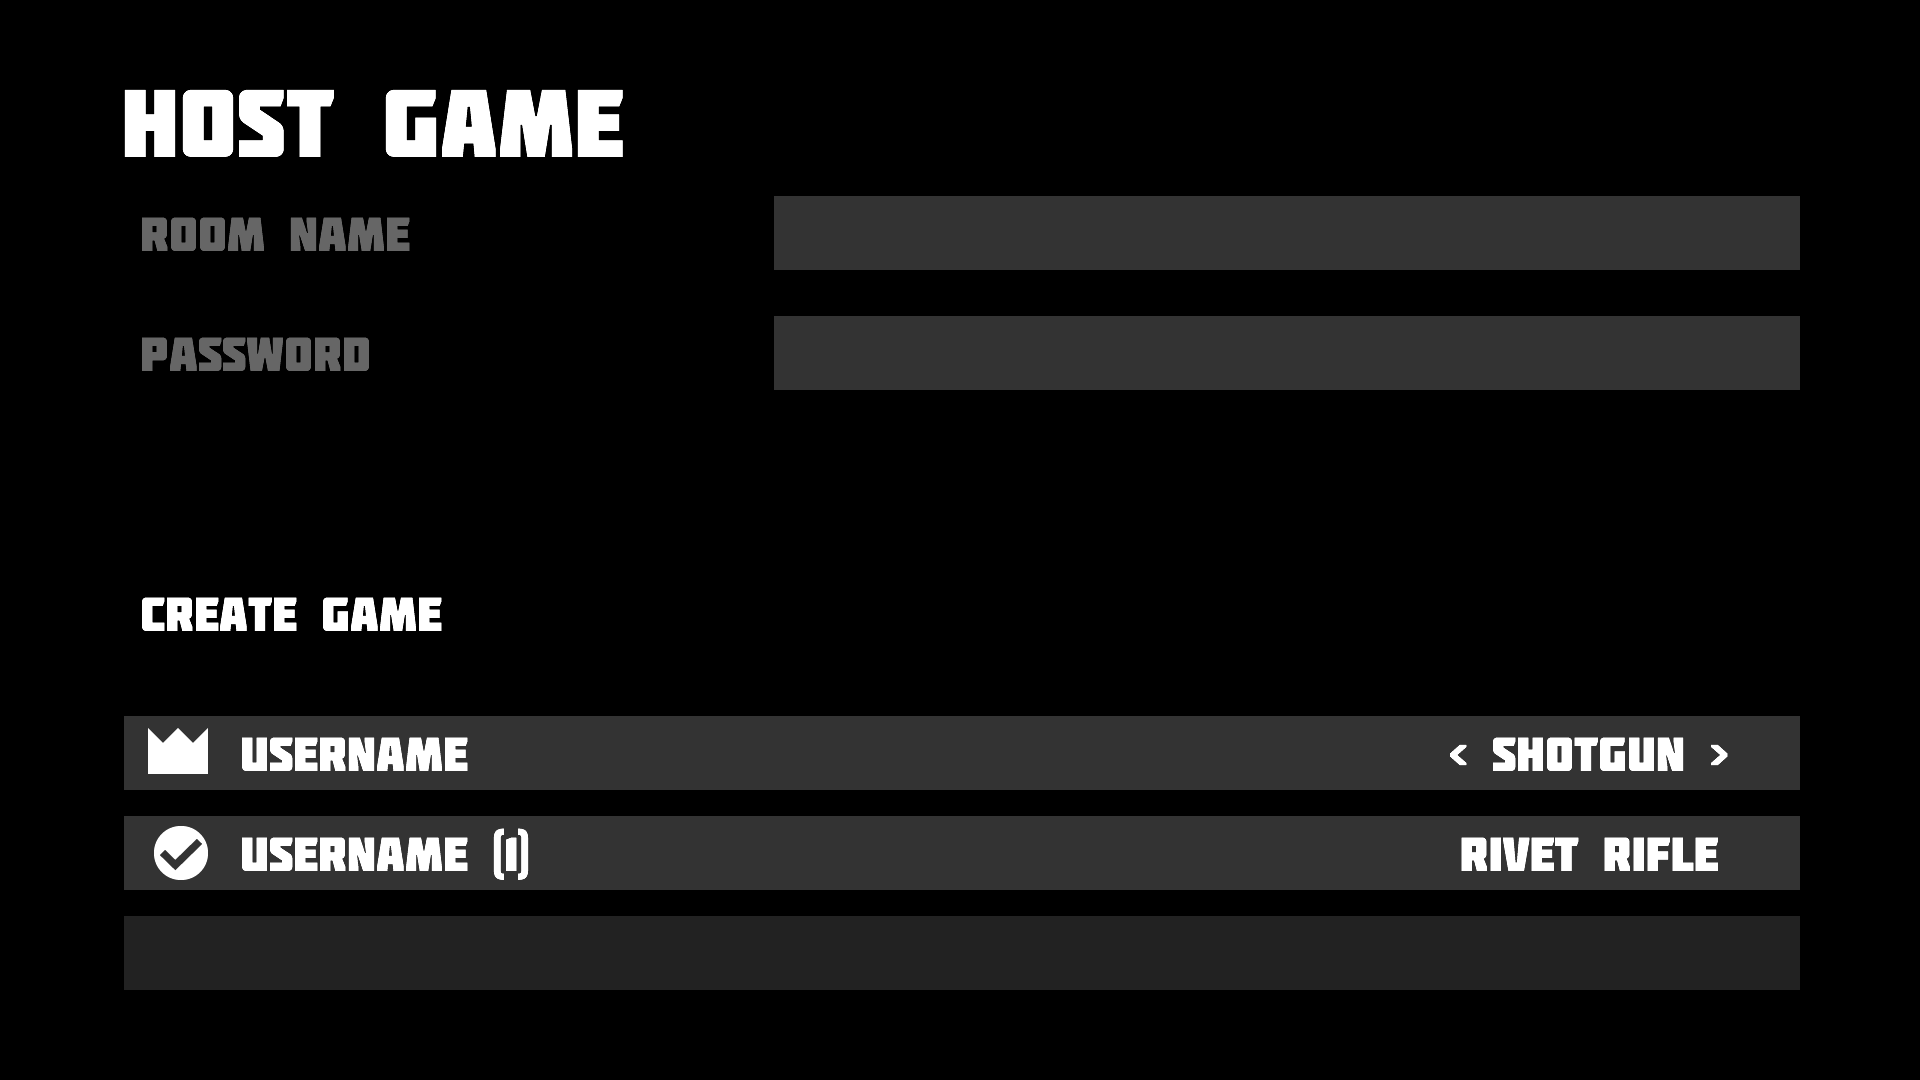 HOST GAME
ROOM NAME
PASSWORD
CREATE GAME
USERNAME < SHOTGUN >
USERNAME (1) RIVET RIFLE